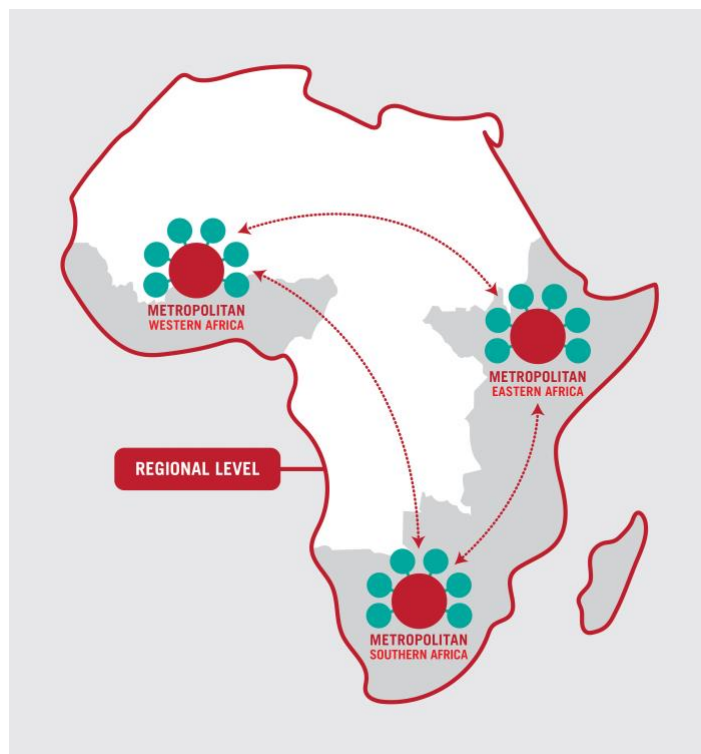 METROPOLITAN
WESTERN AFRICA
METROPOLITAN
EASTERN AFRICA
REGIONAL LEVEL
METROPOLITAN
SOUTHERN AFRICA